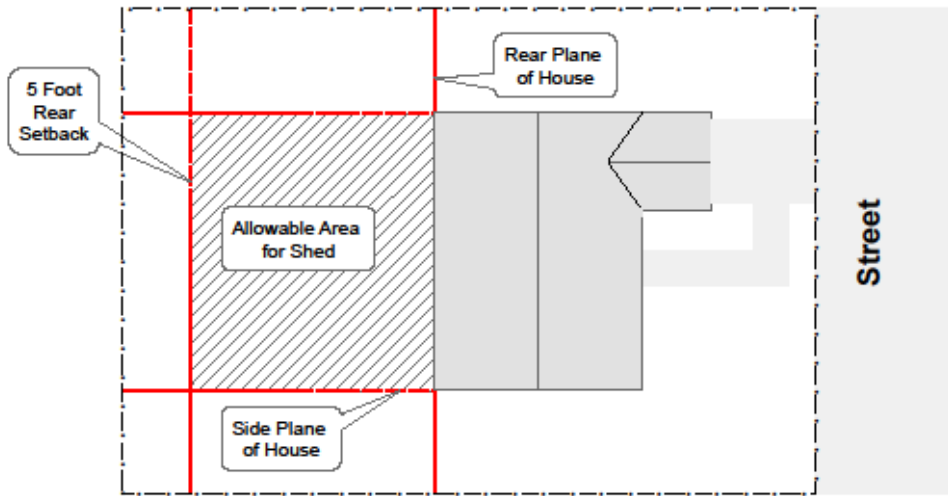 Rear Plane
of House
5 Foot
Rear
Setback
Allowable Area
for Shed
Street
Side Plane
of House